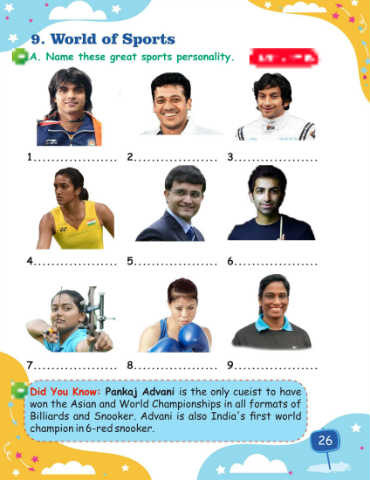 9. World of Sports
A. Name these great sports personality.
1.................. 2.................. 3..................
4.................. 5.................. 6..................
7.................. 8.................. 9..................
Did You Know: Pankaj Advani is the only cueist to have
won the Asian and World Championships in all formats of
Billiards and Snooker. Advani is also India's first world
champion in 6-red snooker.
26